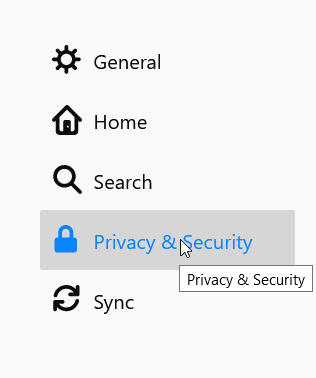 General
Home
Search
Privacy & Security
Privacy & Security
Sync